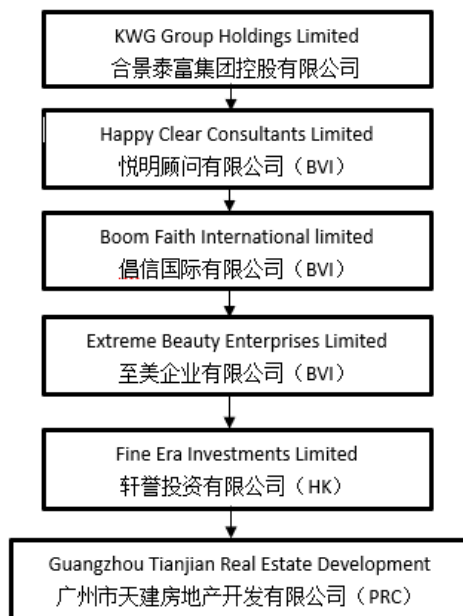 KWG Group Holdings Limited
合景泰富集团控股有限公司
Happy Clear Consultants Limited
悦明顾问有限公司（BVI）
Boom Faith International limited
倡信国际有限公司（BVI）
Extreme Beauty Enterprises Limited
至美企业有限公司（BVI）
Fine Era Investments Limited
轩誉投资有限公司（HK）
Guangzhou Tianjian Real Estate Development
广州市天建房地产开发有限公司（PRC）